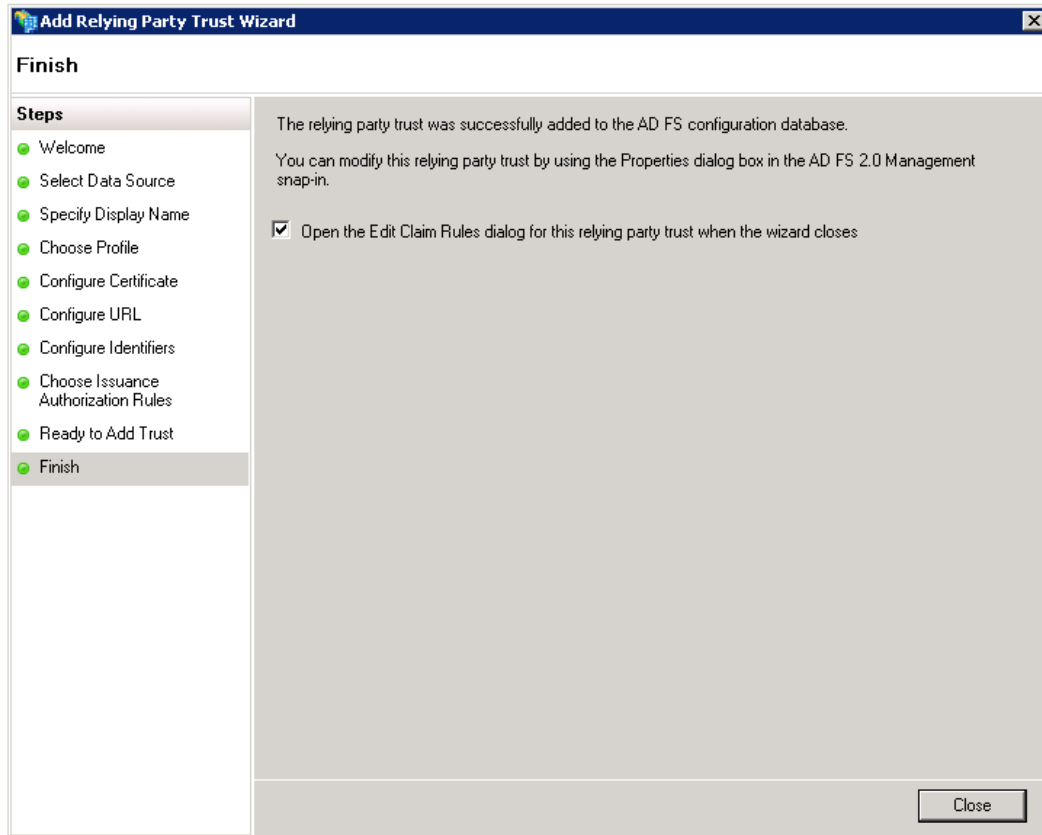 Add Relying Party Trust Wizard
Finish
Steps
Welcome
Select Data Source
Specify Display Name
Choose Profile
Configure Certificate
Configure URL
Configure Identifiers
Choose Issuance
Authorization Rules
Ready to Add Trust
Finish
The relying party trust was successfully added to the AD FS configuration database.
You can modify this relying party trust by using the Properties dialog box in the AD FS 2.0 Management
snap-in.
Open the Edit Claim Rules dialog for this relying party trust when the wizard closes
Close